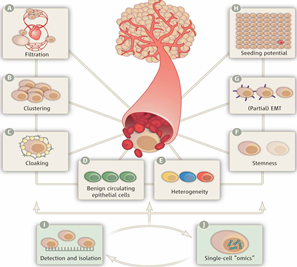 A
Filtration
B
Clustering
C
Cloaking
D
Benign circulating
epithelial cells
E
Heterogeneity
F
Stemness
G
(Partial) EMT
H
Seeding potential
I
Detection and isolation
J
Single-cell "omics"